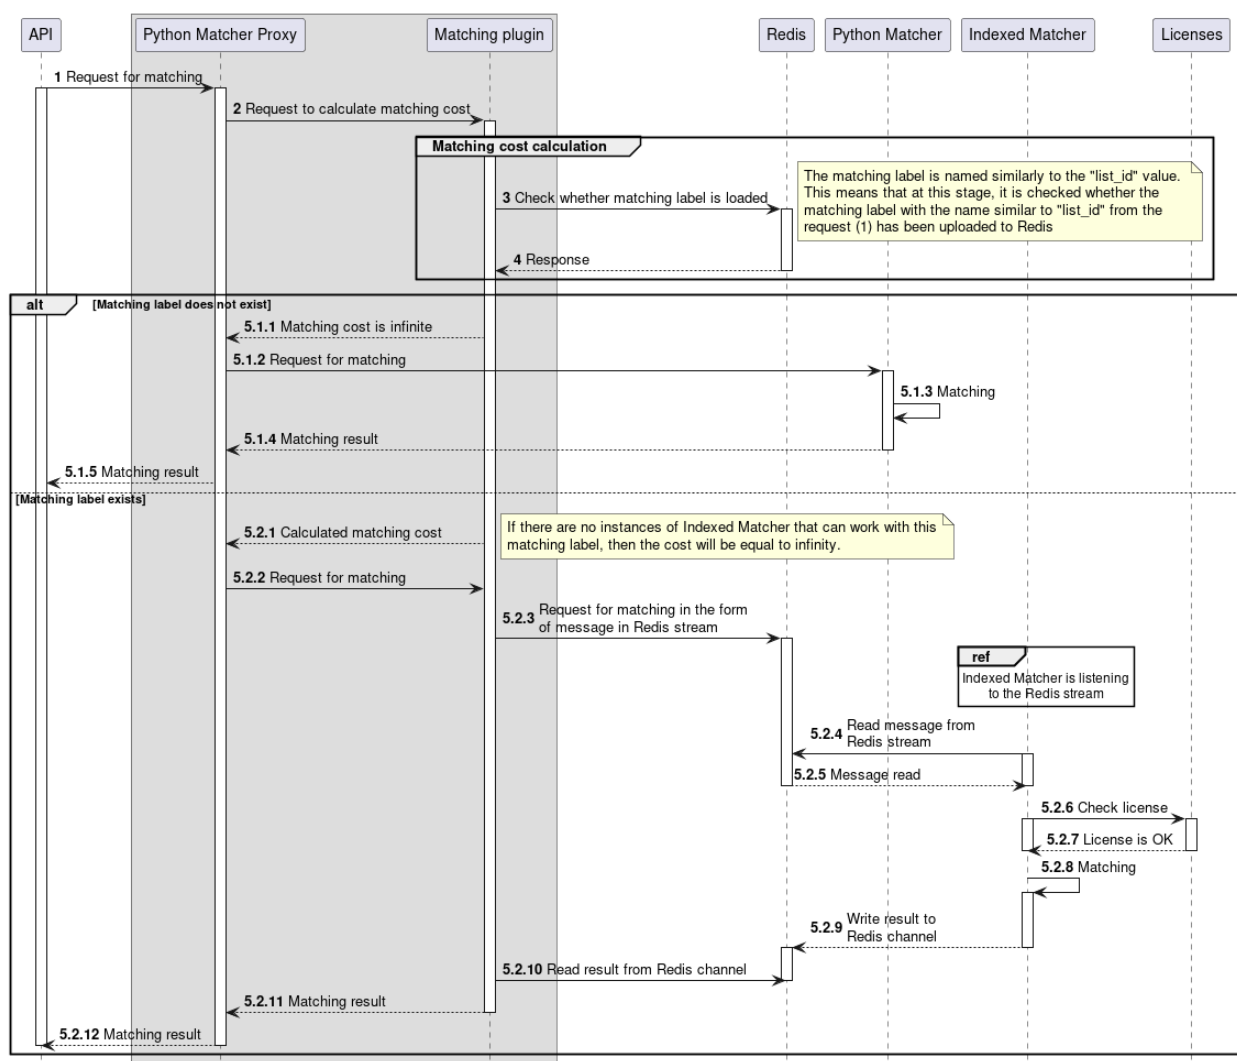 API
Python Matcher Proxy
Matching plugin
Redis
Python Matcher
Indexed Matcher
Licenses
1 Request for matching
2 Request to calculate matching cost
Matching cost calculation
The matching label is named similarly to the "list_id" value.
This means that at this stage, it is checked whether the
matching label with the name similar to "list_id" from the
request (1) has been uploaded to Redis
3 Check whether matching label is loaded
4 Response
alt
[Matching label does not exist]
5.1.1 Matching cost is infinite
5.1.2 Request for matching
5.1.3 Matching
5.1.4 Matching result
5.1.5 Matching result
[Matching label exists]
If there are no instances of Indexed Matcher that can work with this
matching label, then the cost will be equal to infinity.
5.2.1 Calculated matching cost
5.2.2 Request for matching
5.2.3 Request for matching in the form
of message in Redis stream
ref
Indexed Matcher is listening
to the Redis stream
5.2.4 Read message from
Redis stream
5.2.5 Message read
5.2.6 Check license
5.2.7 License is OK
5.2.8 Matching
5.2.9 Write result to
Redis channel
5.2.10 Read result from Redis channel
5.2.11 Matching result
5.2.12 Matching result